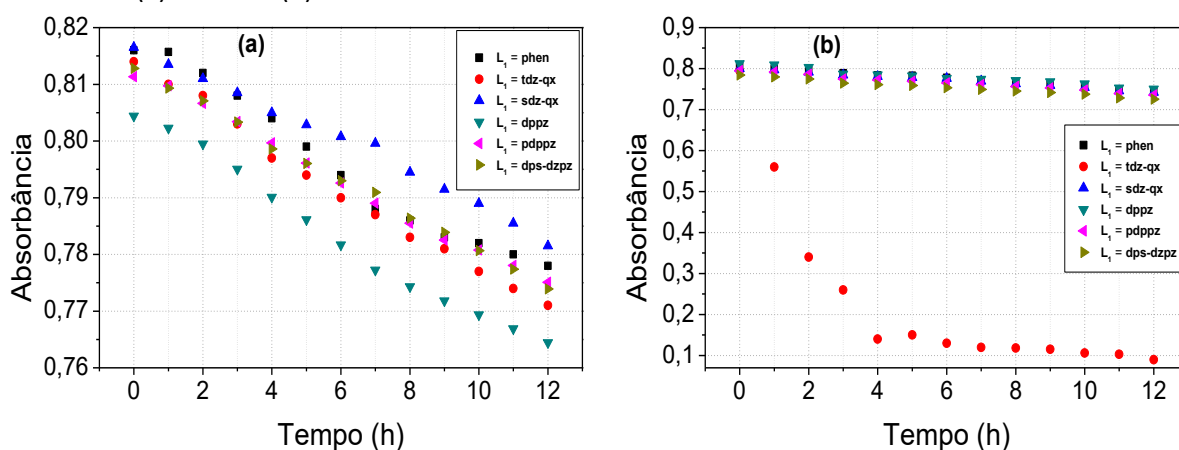 (a)
L1 = phen
L1 = tdz-qx
L1 = sdz-qx
L1 = dppz
L1 = pdppz
L1 = dps-dzpz
0,82
0,81
0,80
0,79
0,78
0,77
0,76
Absorbância
0 2 4 6 8 10 12
Tempo (h)
(b)
L1 = phen
L1 = tdz-qx
L1 = sdz-qx
L1 = dppz
L1 = pdppz
L1 = dps-dzpz
0,9
0,8
0,7
0,6
0,5
0,4
0,3
0,2
0,1
Absorbância
0 2 4 6 8 10 12
Tempo (h)